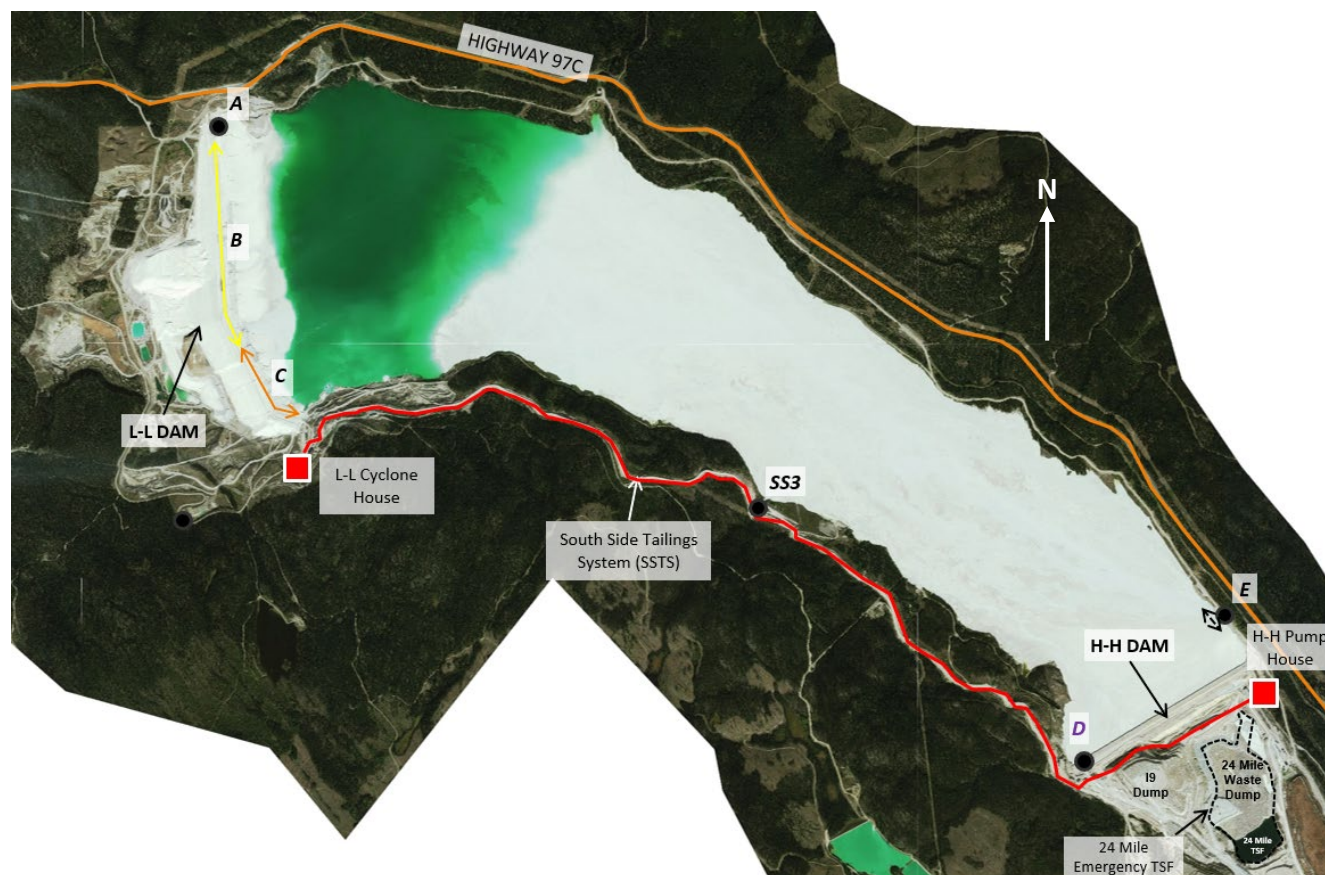 HIGHWAY 97C
A
N
B
C
L-L DAM
L-L Cyclone
House
SS3
South Side Tailings
System (SSTS)
E
H-H DAM
H-H Pump
House
D
I9
Dump
24 Mile
Waste
Dump
24 Mile
TSF
24 Mile
Emergency TSF